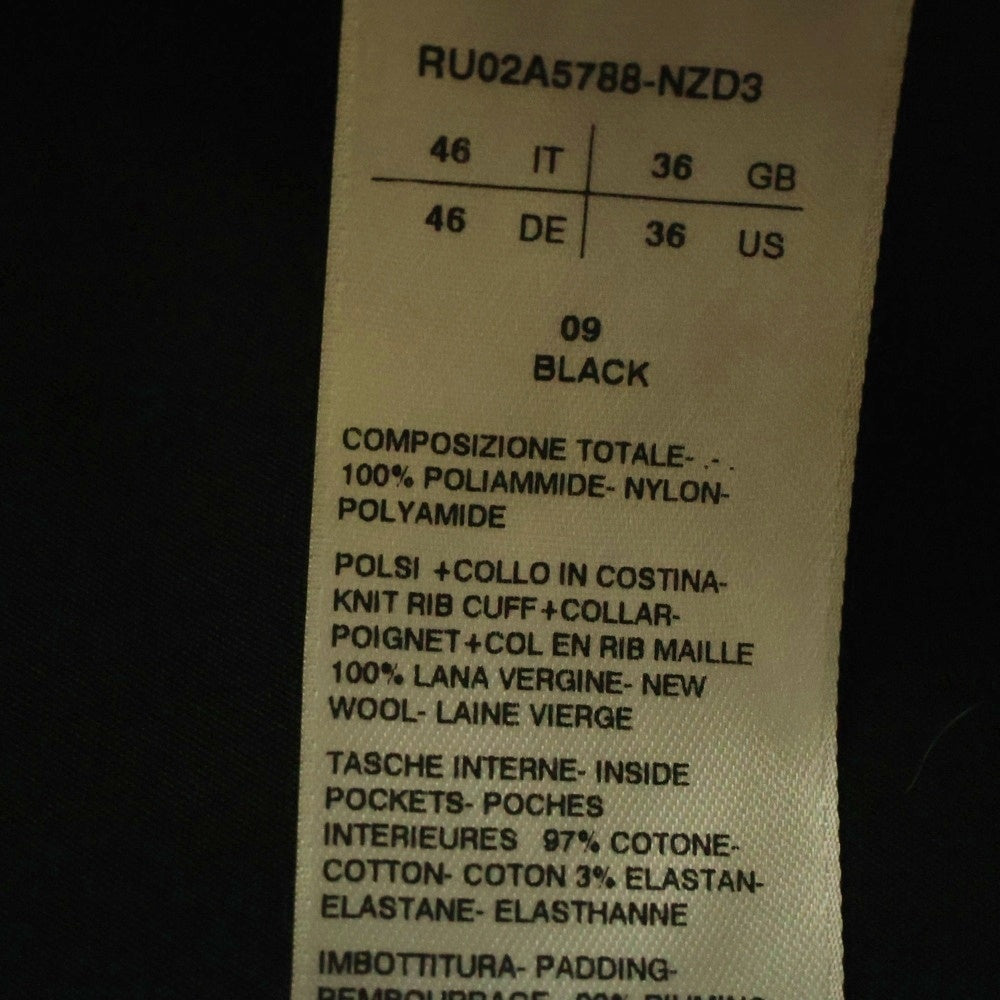 RU02A5788-NZD3
46 IT 36 GB
46 DE 36 US
09
BLACK
COMPOSIZIONE TOTALE- .- .
100% POLIAMMIDE- NYLON-
POLYAMIDE
POLSI +COLLO IN COSTINA-
KNIT RIB CUFF+COLLAR-
POIGNET+COL EN RIB MAILLE
100% LANA VERGINE- NEW
WOOL- LAINE VIERGE
TASCHE INTERNE- INSIDE
POCKETS- POCHES
INTERIEURES 97% COTONE-
COTTON- COTON 3% ELASTAN-
ELASTANE- ELASTHANNE
IMBOTTITURA- PADDING-